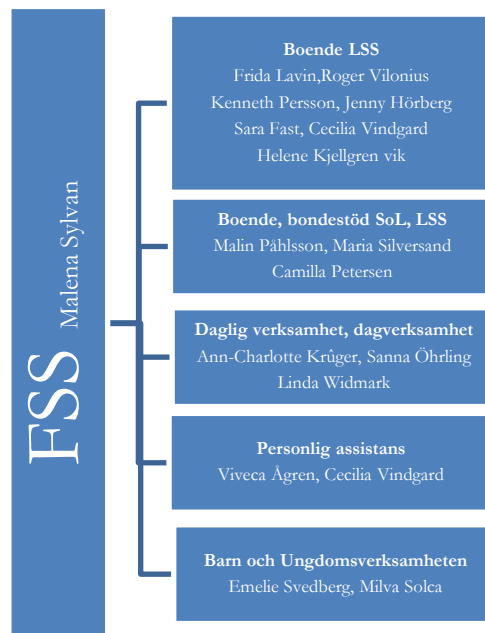 FSS Malena Sylvan
Boende LSS
Frida Lavin,Roger Vilonius
Kenneth Persson, Jenny Hörberg
Sara Fast, Cecilia Vindgard
Helene Kjellgren vik
Boende, bondestöd SoL, LSS
Malin Påhlsson, Maria Silversand
Camilla Petersen
Daglig verksamhet, dagverksamhet
Ann-Charlotte Krûger, Sanna Öhrling
Linda Widmark
Personlig assistans
Viveca Ågren, Cecilia Vindgard
Barn och Ungdomsverksamheten
Emelie Svedberg, Milva Solca